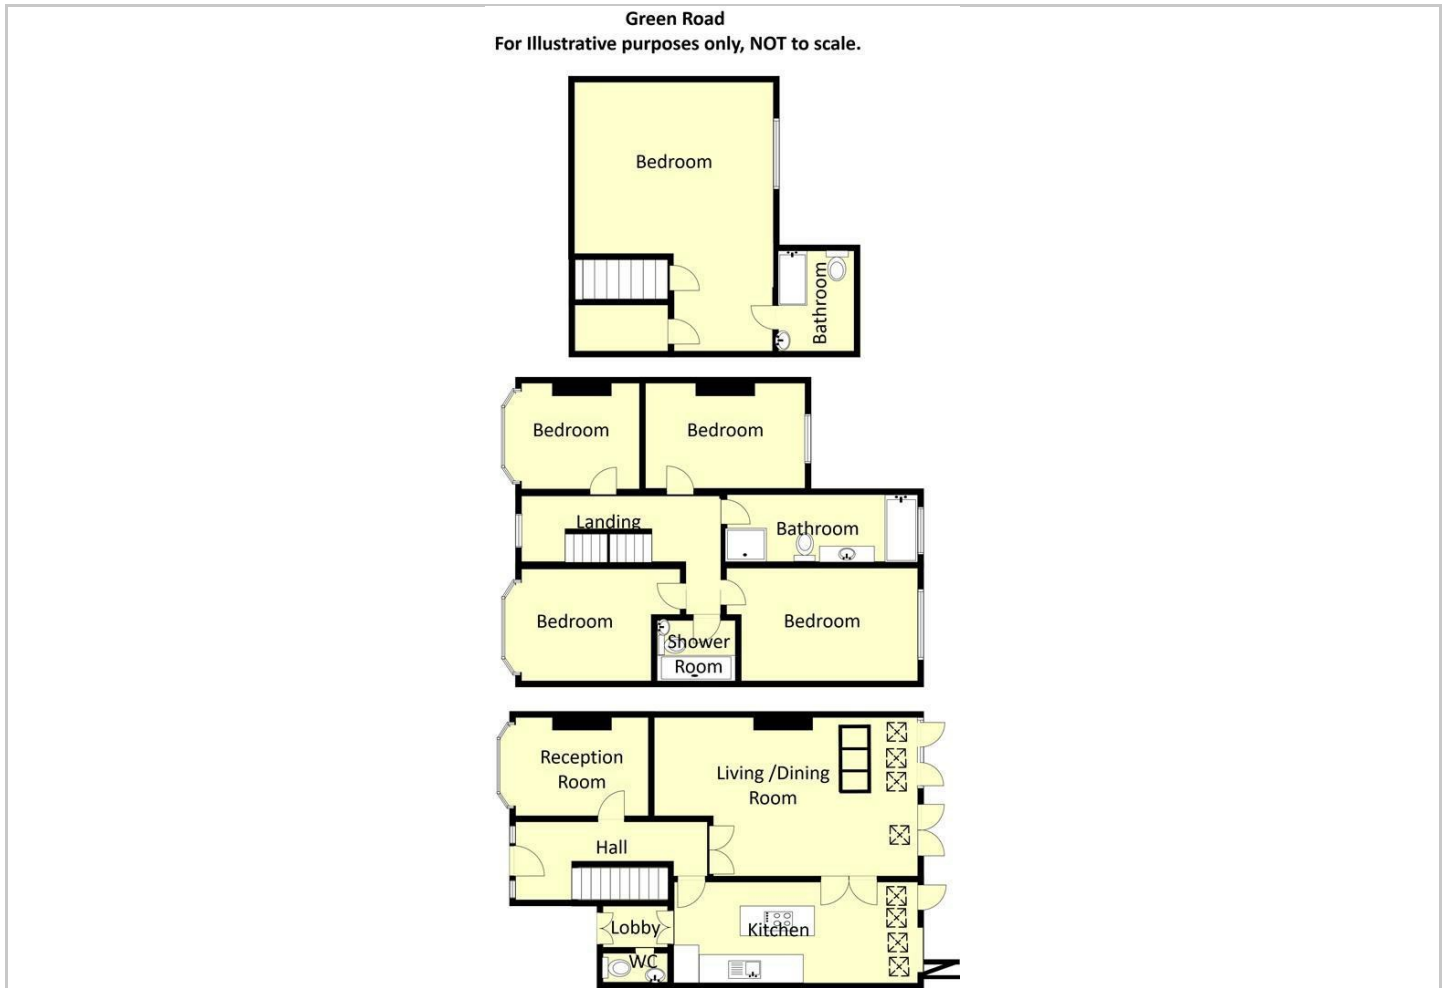 Green Road
For Illustrative purposes only, NOT to scale.
Bedroom
Bathroom
Bedroom
Bedroom
Landing
Bathroom
Bedroom
Shower
Room
Bedroom
Reception
Room
Living /Dining
Room
Hall
Lobby
Kitchen
WC